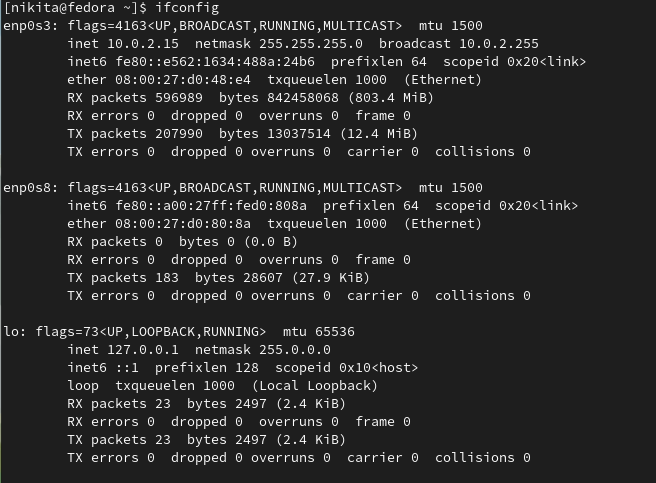 [nikita@fedora ~]$ ifconfig
enp0s3: flags=4163<UP,BROADCAST,RUNNING,MULTICAST>  mtu 1500
        inet 10.0.2.15  netmask 255.255.255.0  broadcast 10.0.2.255
        inet6 fe80::e562:1634:488a:24b6  prefixlen 64  scopeid 0x20<link>
        ether 08:00:27:d0:48:e4  txqueuelen 1000  (Ethernet)
        RX packets 596989  bytes 842458068 (803.4 MiB)
        RX errors 0  dropped 0  overruns 0  frame 0
        TX packets 207990  bytes 13037514 (12.4 MiB)
        TX errors 0  dropped 0 overruns 0  carrier 0  collisions 0

enp0s8: flags=4163<UP,BROADCAST,RUNNING,MULTICAST>  mtu 1500
        inet6 fe80::a00:27ff:fed0:808a  prefixlen 64  scopeid 0x20<link>
        ether 08:00:27:d0:80:8a  txqueuelen 1000  (Ethernet)
        RX packets 0  bytes 0 (0.0 B)
        RX errors 0  dropped 0  overruns 0  frame 0
        TX packets 183  bytes 28607 (27.9 KiB)
        TX errors 0  dropped 0 overruns 0  carrier 0  collisions 0

lo: flags=73<UP,LOOPBACK,RUNNING>  mtu 65536
        inet 127.0.0.1  netmask 255.0.0.0
        inet6 ::1  prefixlen 128  scopeid 0x10<host>
        loop  txqueuelen 1000  (Local Loopback)
        RX packets 23  bytes 2497 (2.4 KiB)
        RX errors 0  dropped 0  overruns 0  frame 0
        TX packets 23  bytes 2497 (2.4 KiB)
        TX errors 0  dropped 0 overruns 0  carrier 0  collisions 0